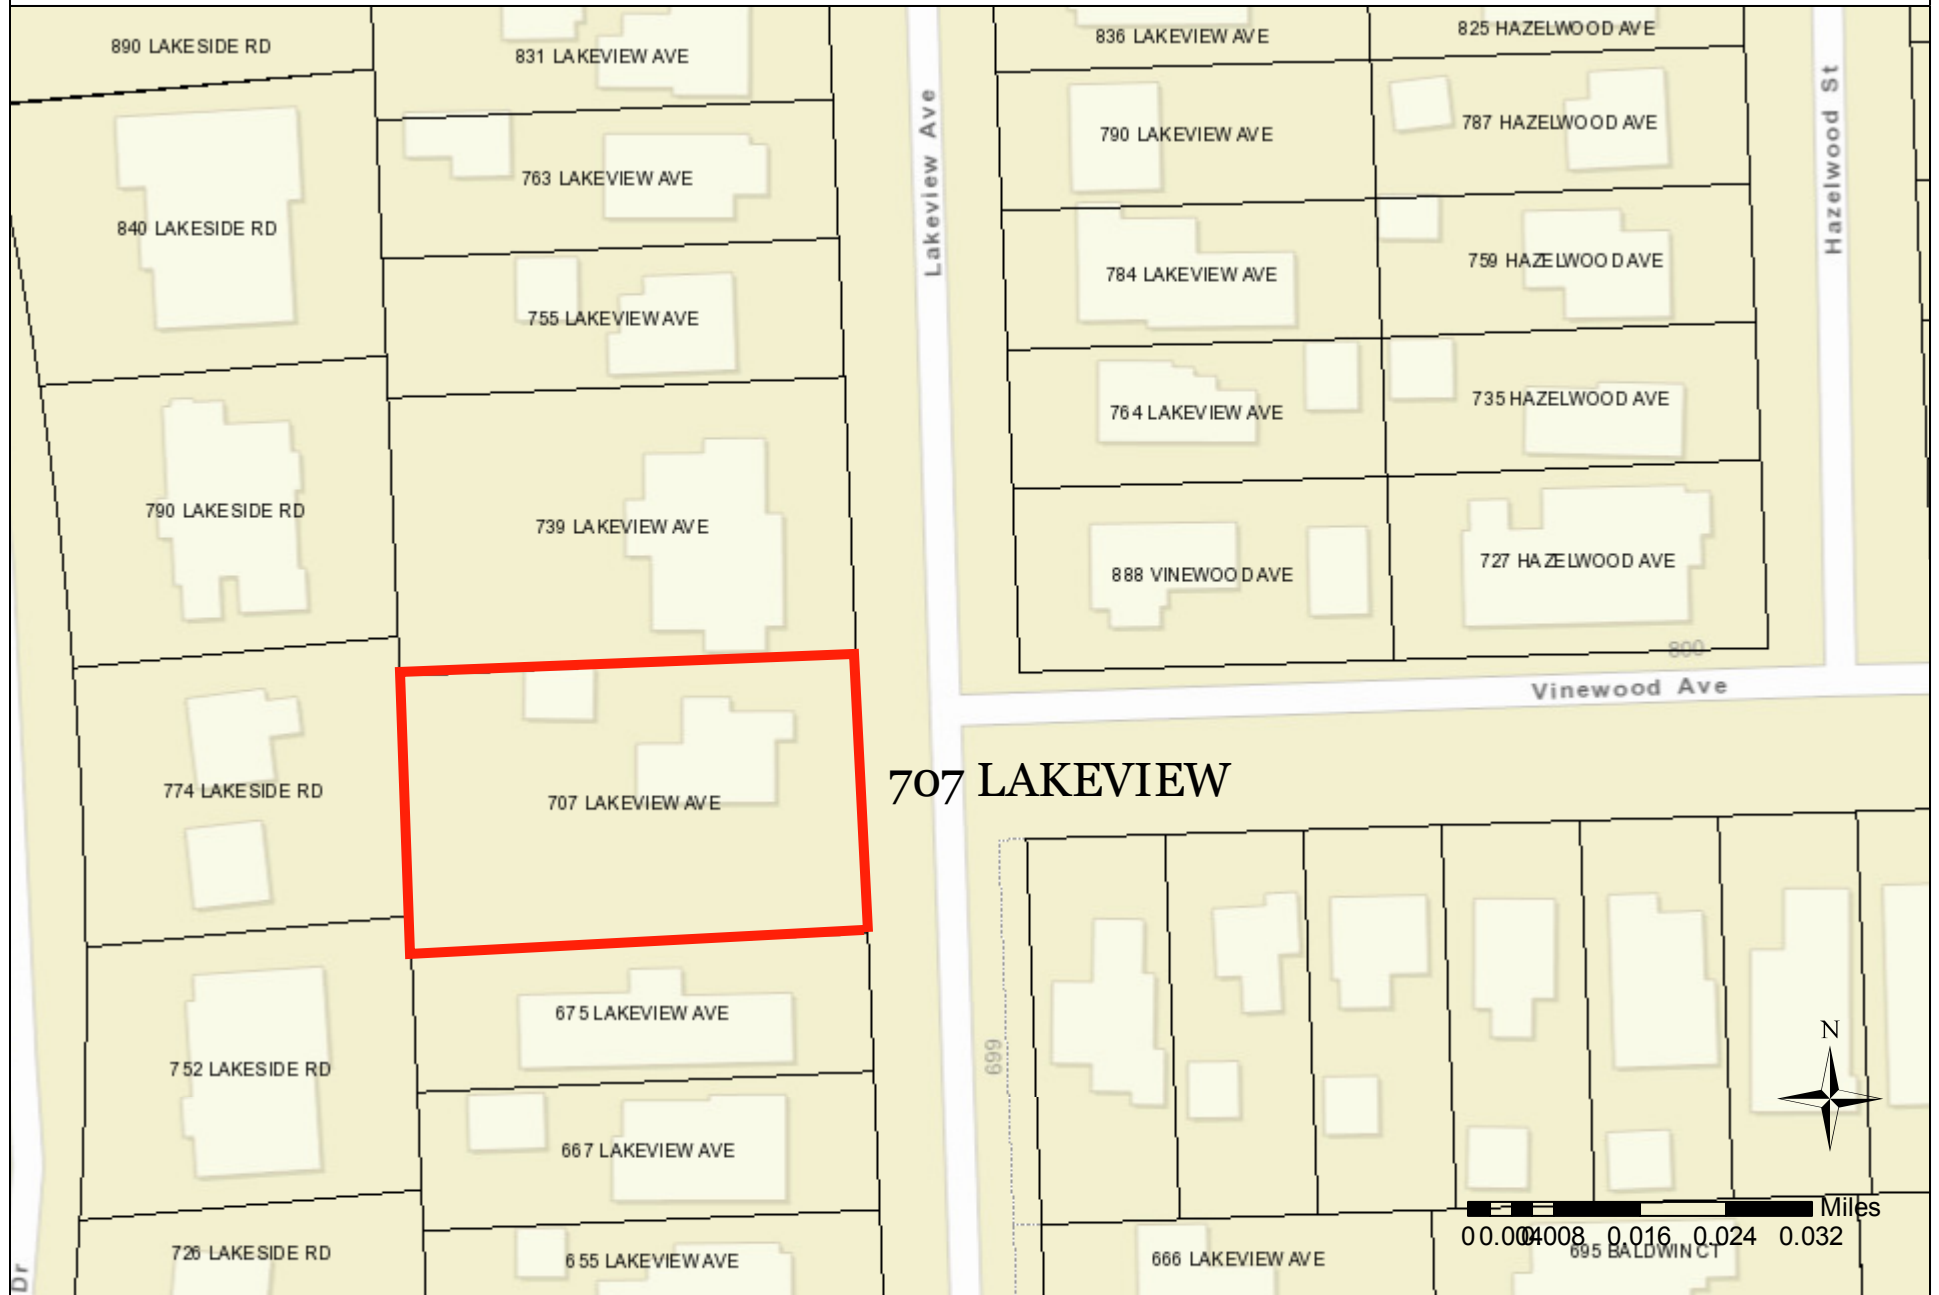 890 LAKESIDE RD
831 LAKEVIEW AVE
836 LAKEVIEW AVE
825 HAZELWOOD AVE
790 LAKEVIEW AVE
787 HAZELWOOD AVE
Lakeview Ave
Hazelwood St
763 LAKEVIEW AVE
840 LAKESIDE RD
784 LAKEVIEW AVE
759 HAZELWOOD AVE
755 LAKEVIEW AVE
764 LAKEVIEW AVE
735 HAZELWOOD AVE
790 LAKESIDE RD
739 LAKEVIEW AVE
888 VINEWOOD AVE
727 HAZELWOOD AVE
800
Vinewood Ave
774 LAKESIDE RD
707 LAKEVIEW AVE
707 LAKEVIEW
675 LAKEVIEW AVE
699
N
752 LAKESIDE RD
667 LAKEVIEW AVE
Miles
0 0.004 0.008 0.016 0.024 0.032
726 LAKESIDE RD
655 LAKEVIEW AVE
666 LAKEVIEW AVE
695 BALDWIN CT
Dr